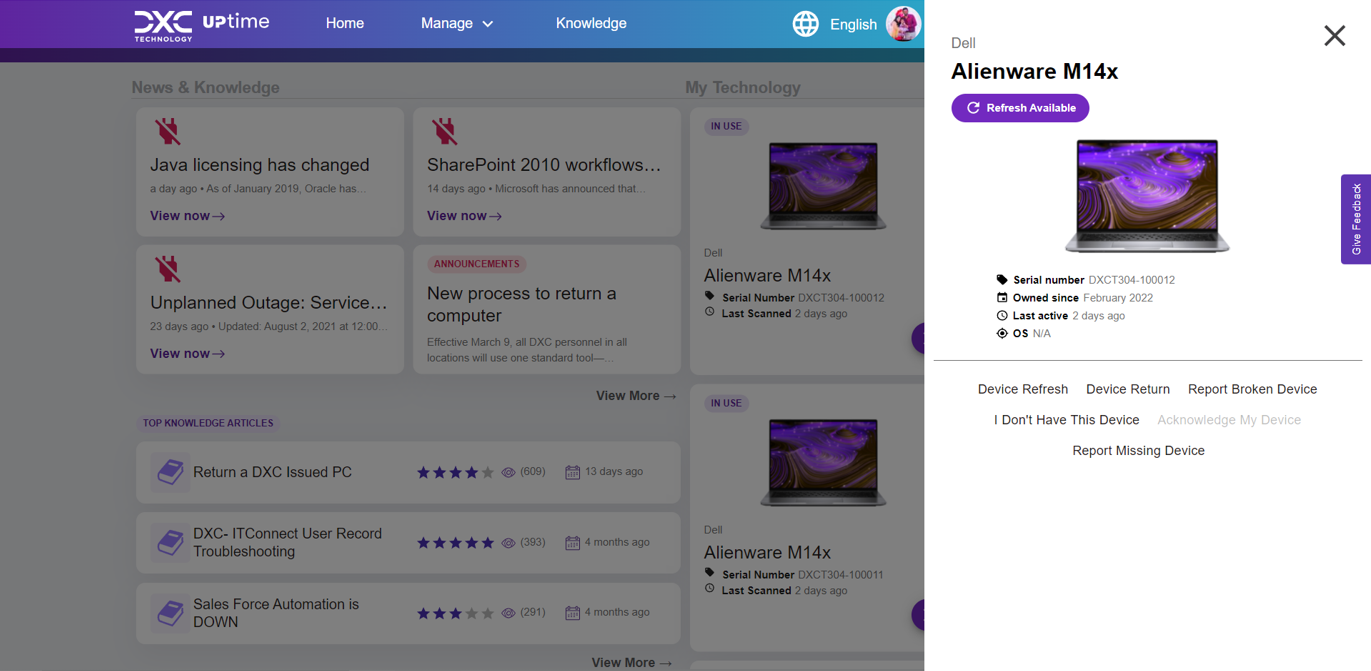 DXC
TECHNOLOGY
UPtime
Home
Manage
Knowledge
English
News & Knowledge
Java licensing has changed
a day ago • As of January 2019, Oracle has...
View now→
SharePoint 2010 workflows...
14 days ago • Microsoft has announced that...
View now→
Unplanned Outage: Service...
23 days ago • Updated: August 2, 2021 at 12:00...
View now→
ANNOUNCEMENTS
New process to return a
computer
Effective March 9, all DXC personnel in all
locations will use one standard tool—...
View More →
TOP KNOWLEDGE ARTICLES
Return a DXC Issued PC
(609)
13 days ago
DXC- ITConnect User Record
Troubleshooting
(393)
4 months ago
Sales Force Automation is
DOWN
(291)
4 months ago
View More →
My Technology
IN USE
Dell
Alienware M14x
Serial Number DXCT304-100012
Last Scanned 2 days ago
IN USE
Dell
Alienware M14x
Serial Number DXCT304-100011
Last Scanned 2 days ago
Dell
Alienware M14x
Refresh Available
Serial number DXCT304-100012
Owned since February 2022
Last active 2 days ago
OS N/A
Device Refresh Device Return Report Broken Device
I Don't Have This Device Acknowledge My Device
Report Missing Device
Give Feedback